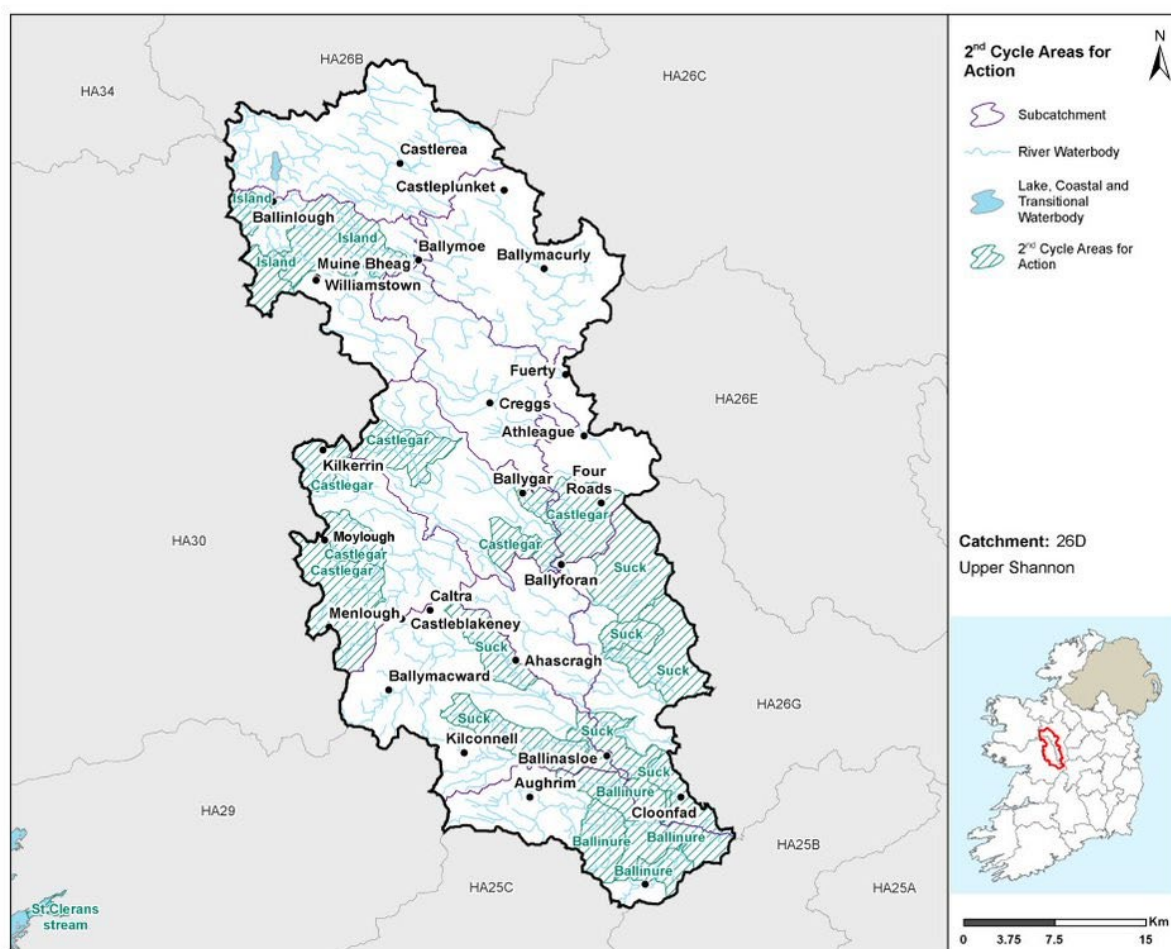 HA26B
HA26C
HA34
Castlerea
Castleplunket
Island
Ballinlough
Island
Ballymoe
Ballymacurly
Island
Muine Bheag
Williamstown
Fuerty
HA26E
Creggs
Athleague
Castlegar
Kilkerrin
Four
Roads
Ballygar
Castlegar
Castlegar
HA30
Moylough
Castlegar
Castlegar
Castlegar
Ballyforan
Suck
Caltra
Menlough
Castleblakeney
Suck
Suck
Ahascragh
Suck
Ballymacward
HA26G
Suck
Suck
Kilconnell
Ballinasloe
Suck
Aughrim
Ballinure
Cloonfad
HA29
Ballinure
Ballinure
HA25B
Ballinure
HA25C
HA25A
St.Clerans
stream
2nd Cycle Areas for
Action
N
Subcatchment
River Waterbody
Lake, Coastal and
Transitional
Waterbody
2nd Cycle Areas for
Action
Catchment: 26D
Upper Shannon
Km
0 3.75 7.5 15